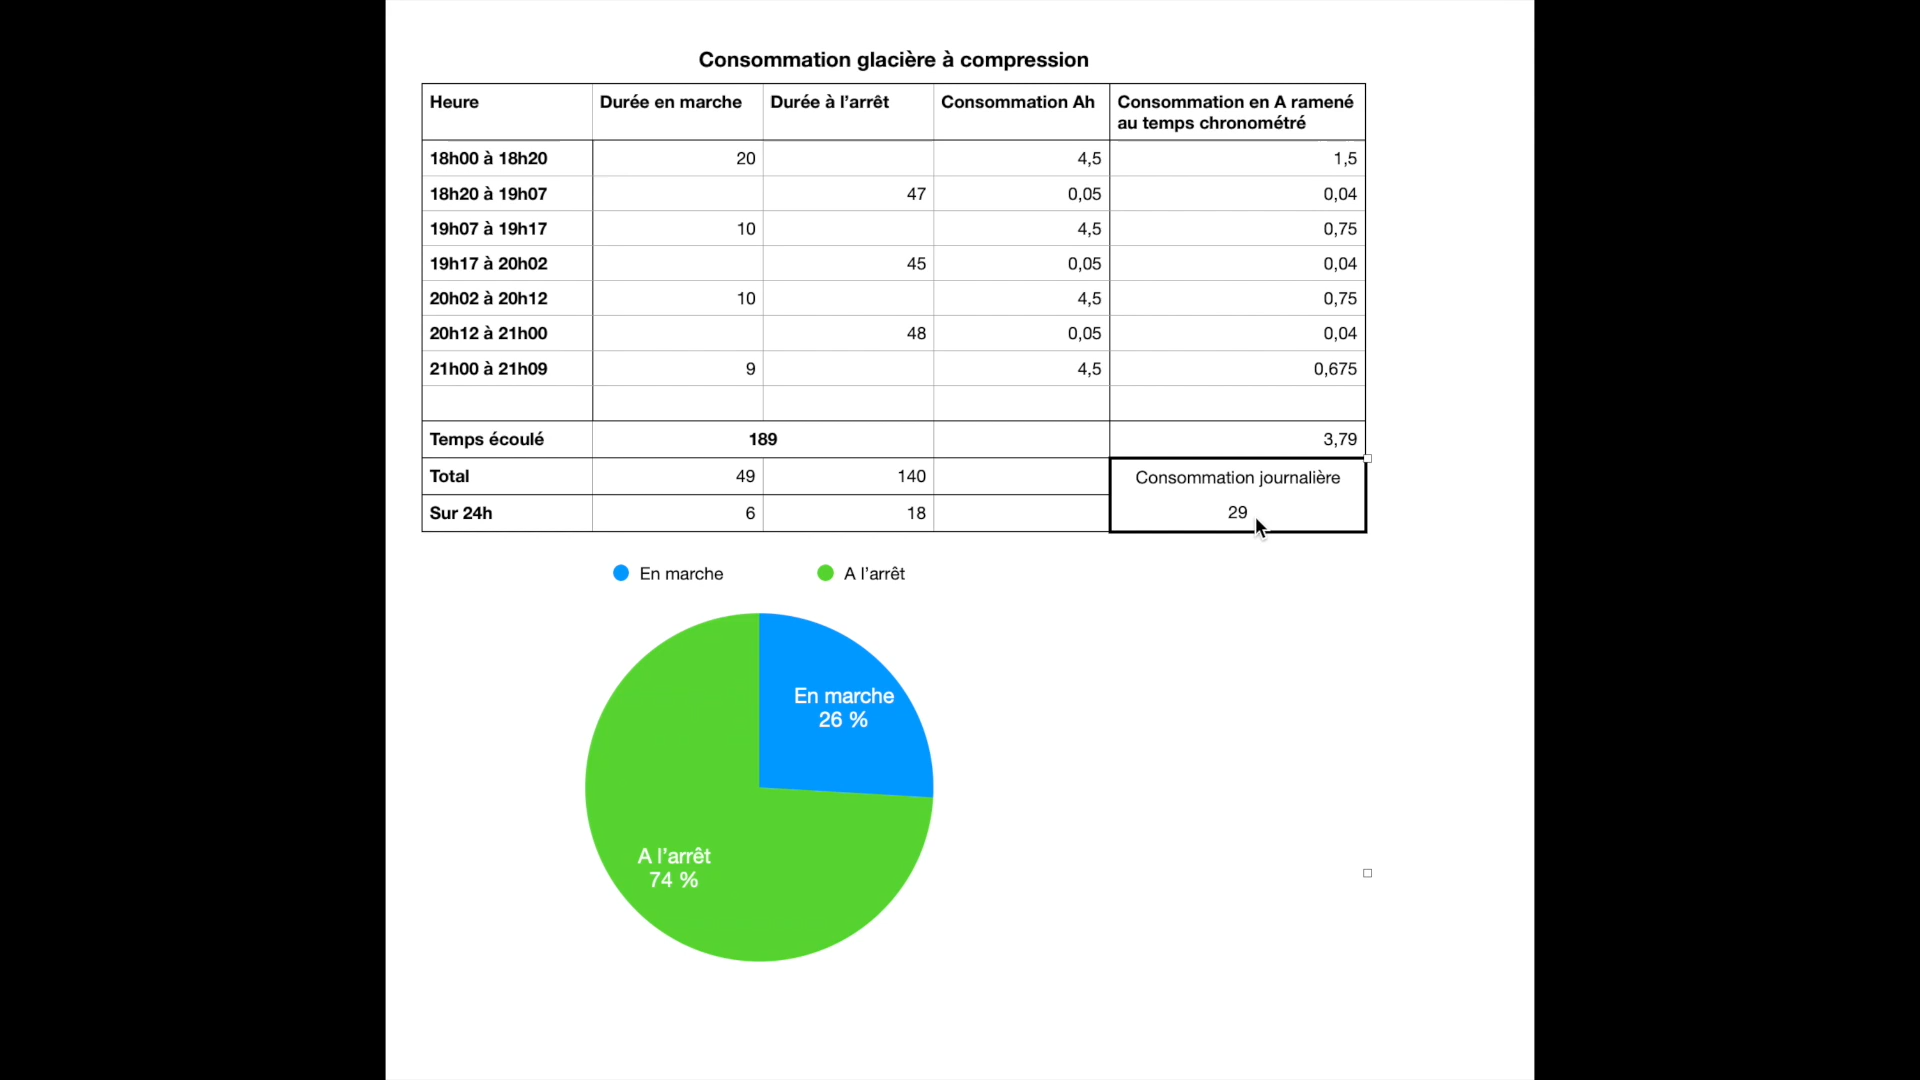 Consommation glacière à compression
Heure Durée en marche Durée à l'arrêt Consommation Ah Consommation en A ramené
au temps chronométré
18h00 à 18h20 20 4,5 1,5
18h20 à 19h07 47 0,05 0,04
19h07 à 19h17 10 4,5 0,75
19h17 à 20h02 45 0,05 0,04
20h02 à 20h12 10 4,5 0,75
20h12 à 21h00 48 0,05 0,04
21h00 à 21h09 9 4,5 0,675
Temps écoulé 189 3,79
Total 49 140 Consommation journalière
Sur 24h 6 18 29
En marche A l'arrêt
En marche
26 %
A l'arrêt
74 %